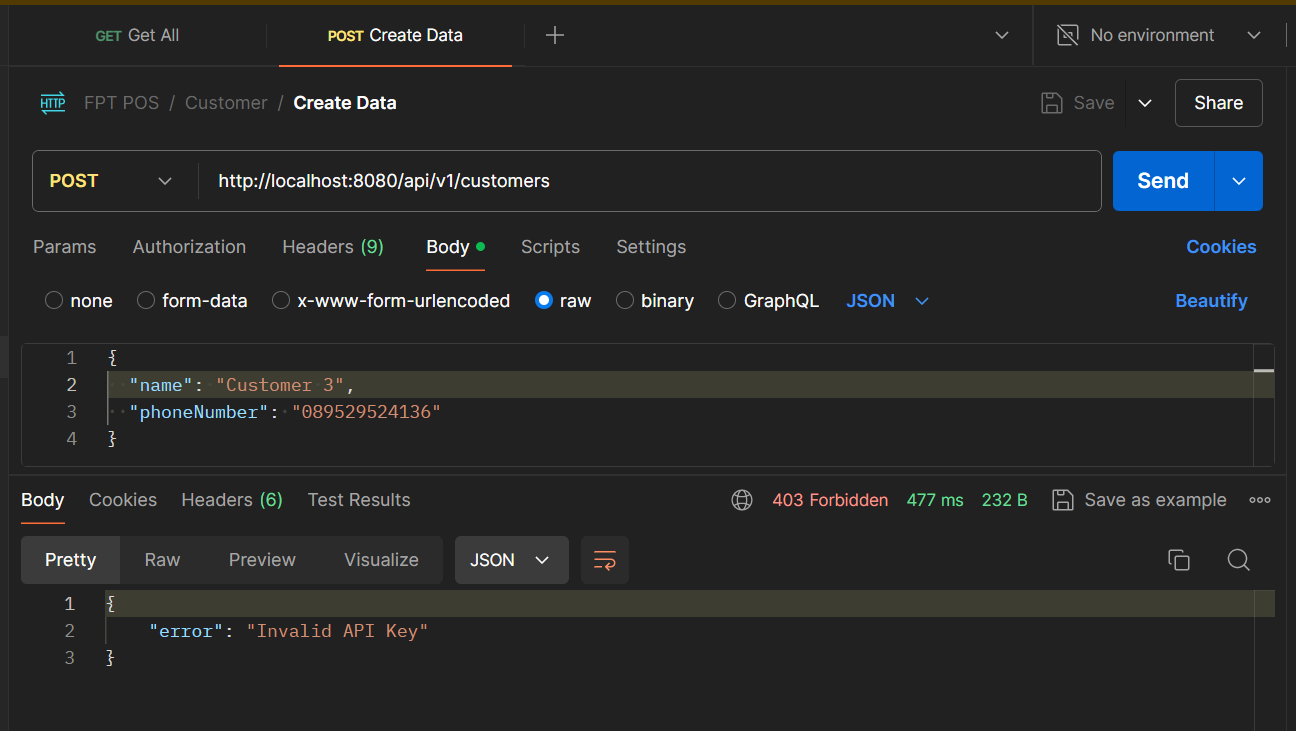 GET Get All POST Create Data No environment
HTTP FPT POS / Customer / Create Data Save Share
POST http://localhost:8080/api/v1/customers Send
Params Authorization Headers (9) Body Scripts Settings Cookies
none form-data x-www-form-urlencoded raw binary GraphQL JSON Beautify
1 {
2 "name": "Customer 3",
3 "phoneNumber": "089529524136"
4 }
Body Cookies Headers (6) Test Results 403 Forbidden 477 ms 232 B Save as example
Pretty Raw Preview Visualize JSON
1 {
2 "error": "Invalid API Key"
3 }